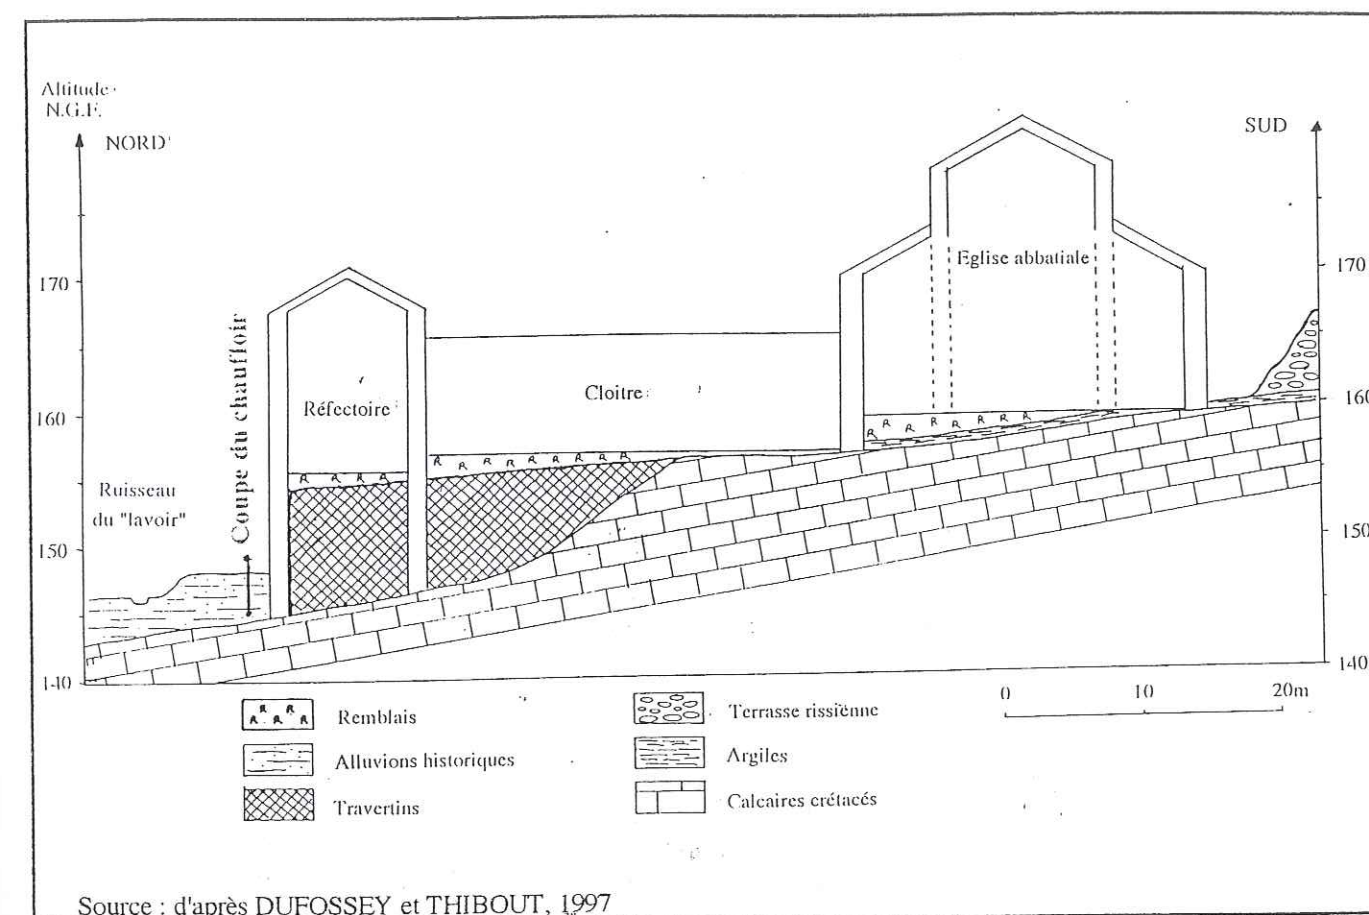 Altitude
N.G.F.
NORD
SUD
170
160
150
140
170
160
150
140
Coupe du chauffoir
Réfectoire
Cloître
Eglise abbatiale
Ruisseau
du "lavoir"
R R R
R R R R R R R R
R R R R R
0 10 20m
R R R R R
Remblais
Alluvions historiques
Travertins
Terrasse rissienne
Argiles
Calcaires crétacés
Source : d'après DUFOSSEY et THIBOUT, 1997